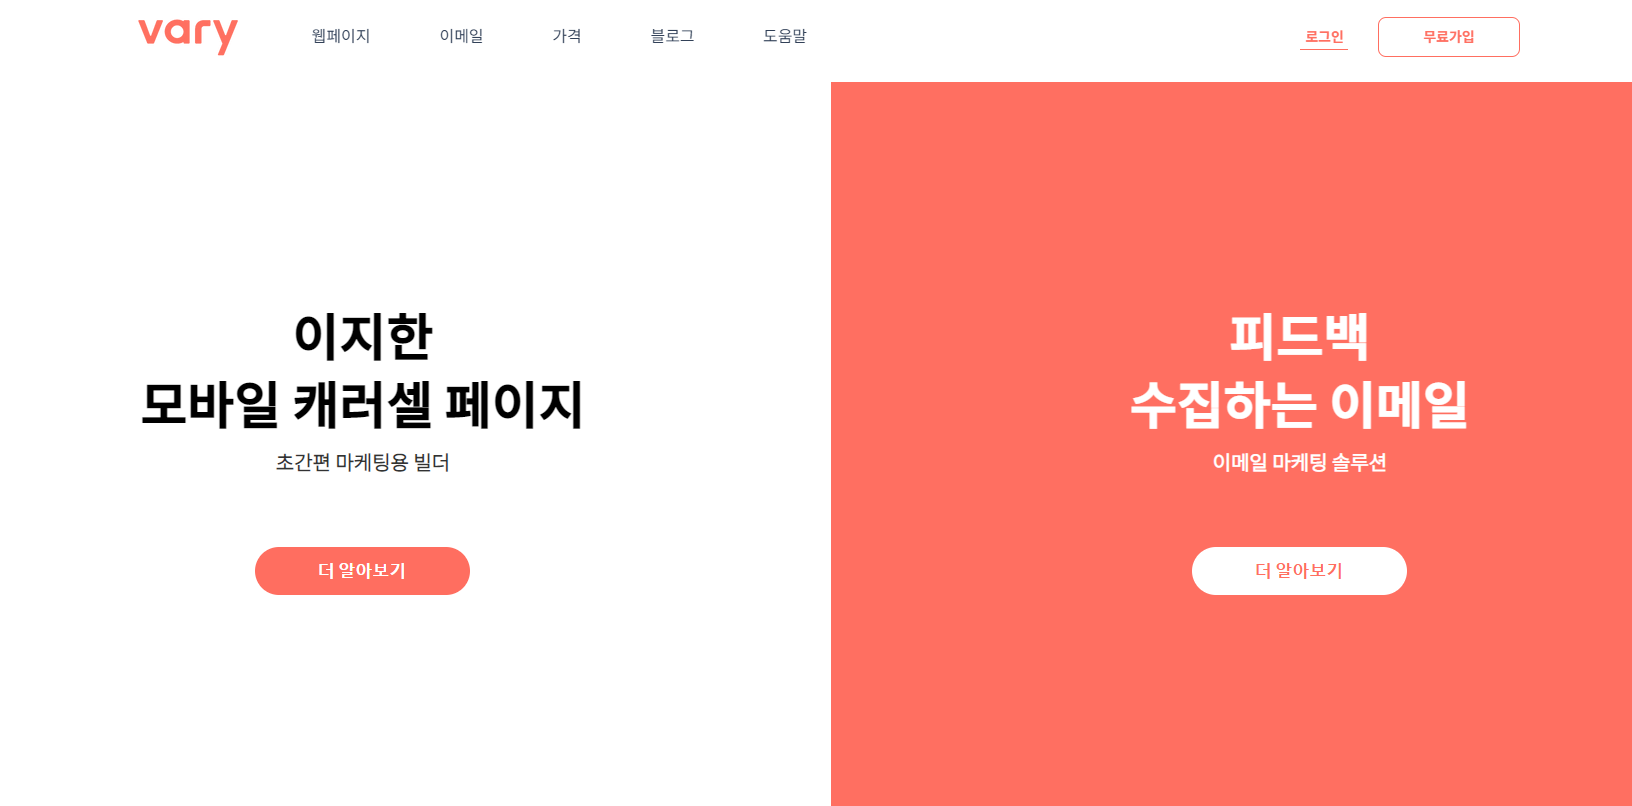 vary 웹페이지 이메일 가격 블로그 도움말 로그인 무료가입
이지한
모바일 캐러셀 페이지
초간편 마케팅용 빌더
더 알아보기
피드백
수집하는 이메일
이메일 마케팅 솔루션
더 알아보기